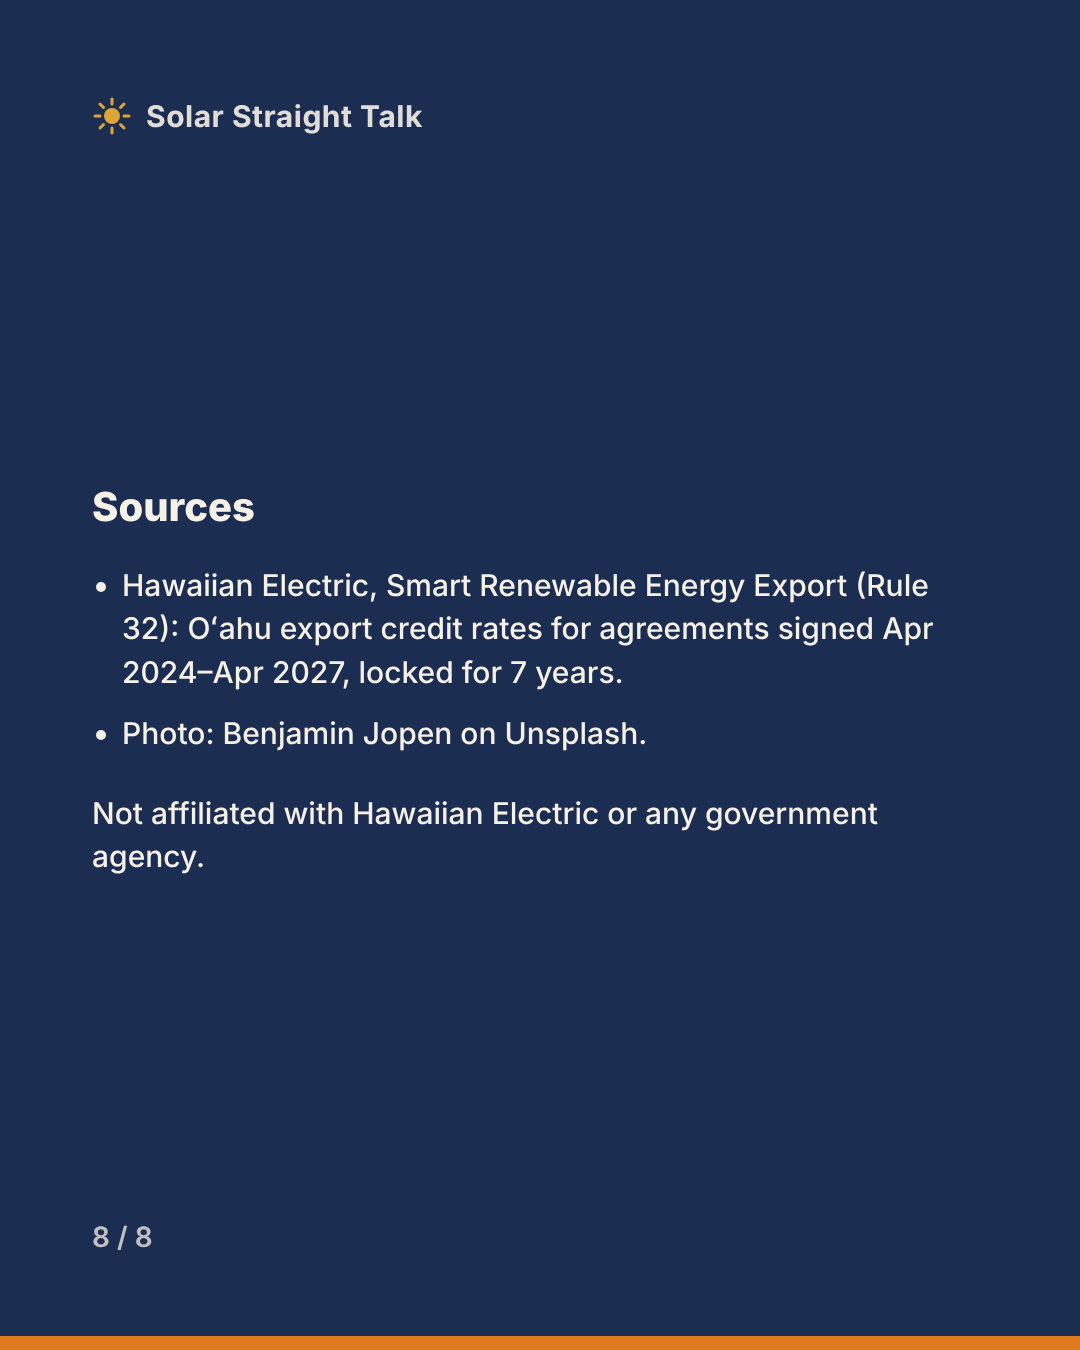 Solar Straight Talk
Sources
• Hawaiian Electric, Smart Renewable Energy Export (Rule
32): Oʻahu export credit rates for agreements signed Apr
2024–Apr 2027, locked for 7 years.
• Photo: Benjamin Jopen on Unsplash.
Not affiliated with Hawaiian Electric or any government
agency.
8 / 8